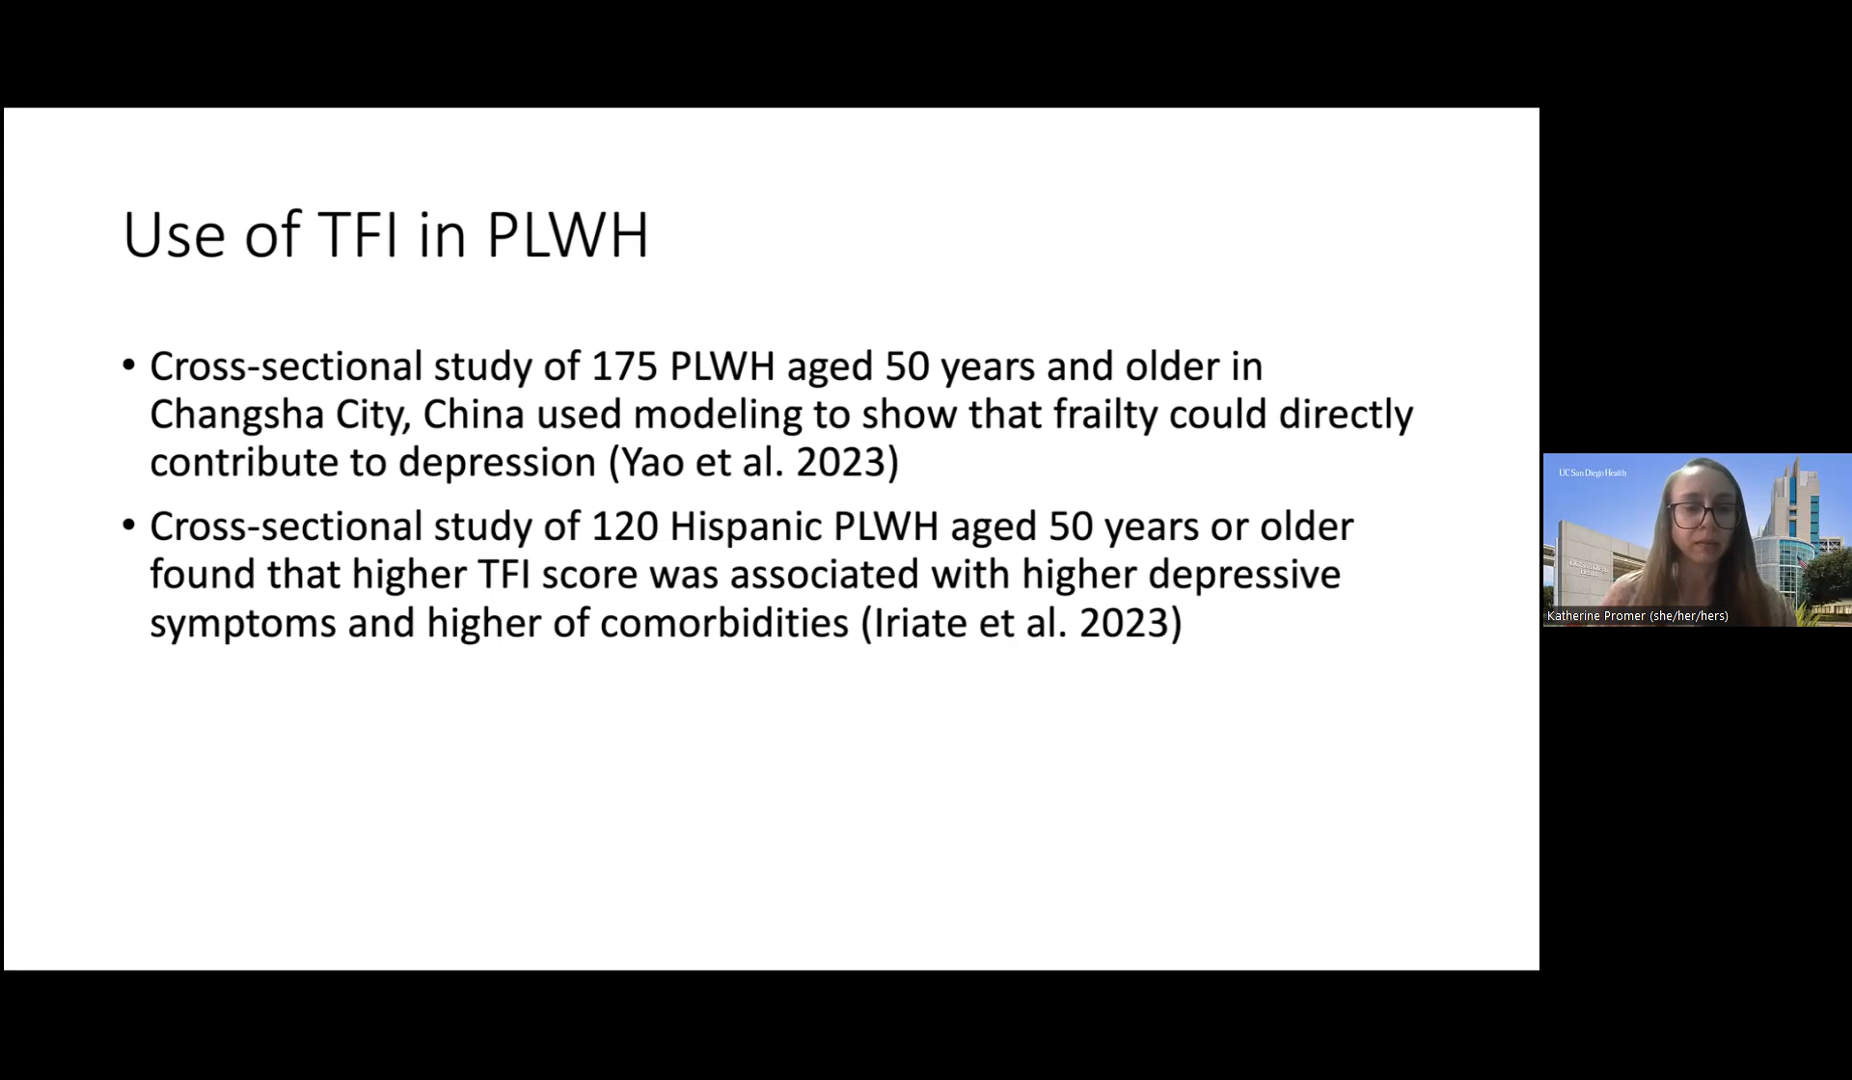 Use of TFI in PLWH
• Cross-sectional study of 175 PLWH aged 50 years and older in
Changsha City, China used modeling to show that frailty could directly
contribute to depression (Yao et al. 2023)
• Cross-sectional study of 120 Hispanic PLWH aged 50 years or older
found that higher TFI score was associated with higher depressive
symptoms and higher of comorbidities (Iriate et al. 2023)
UC San Diego Health
Katherine Promer (she/her/hers)